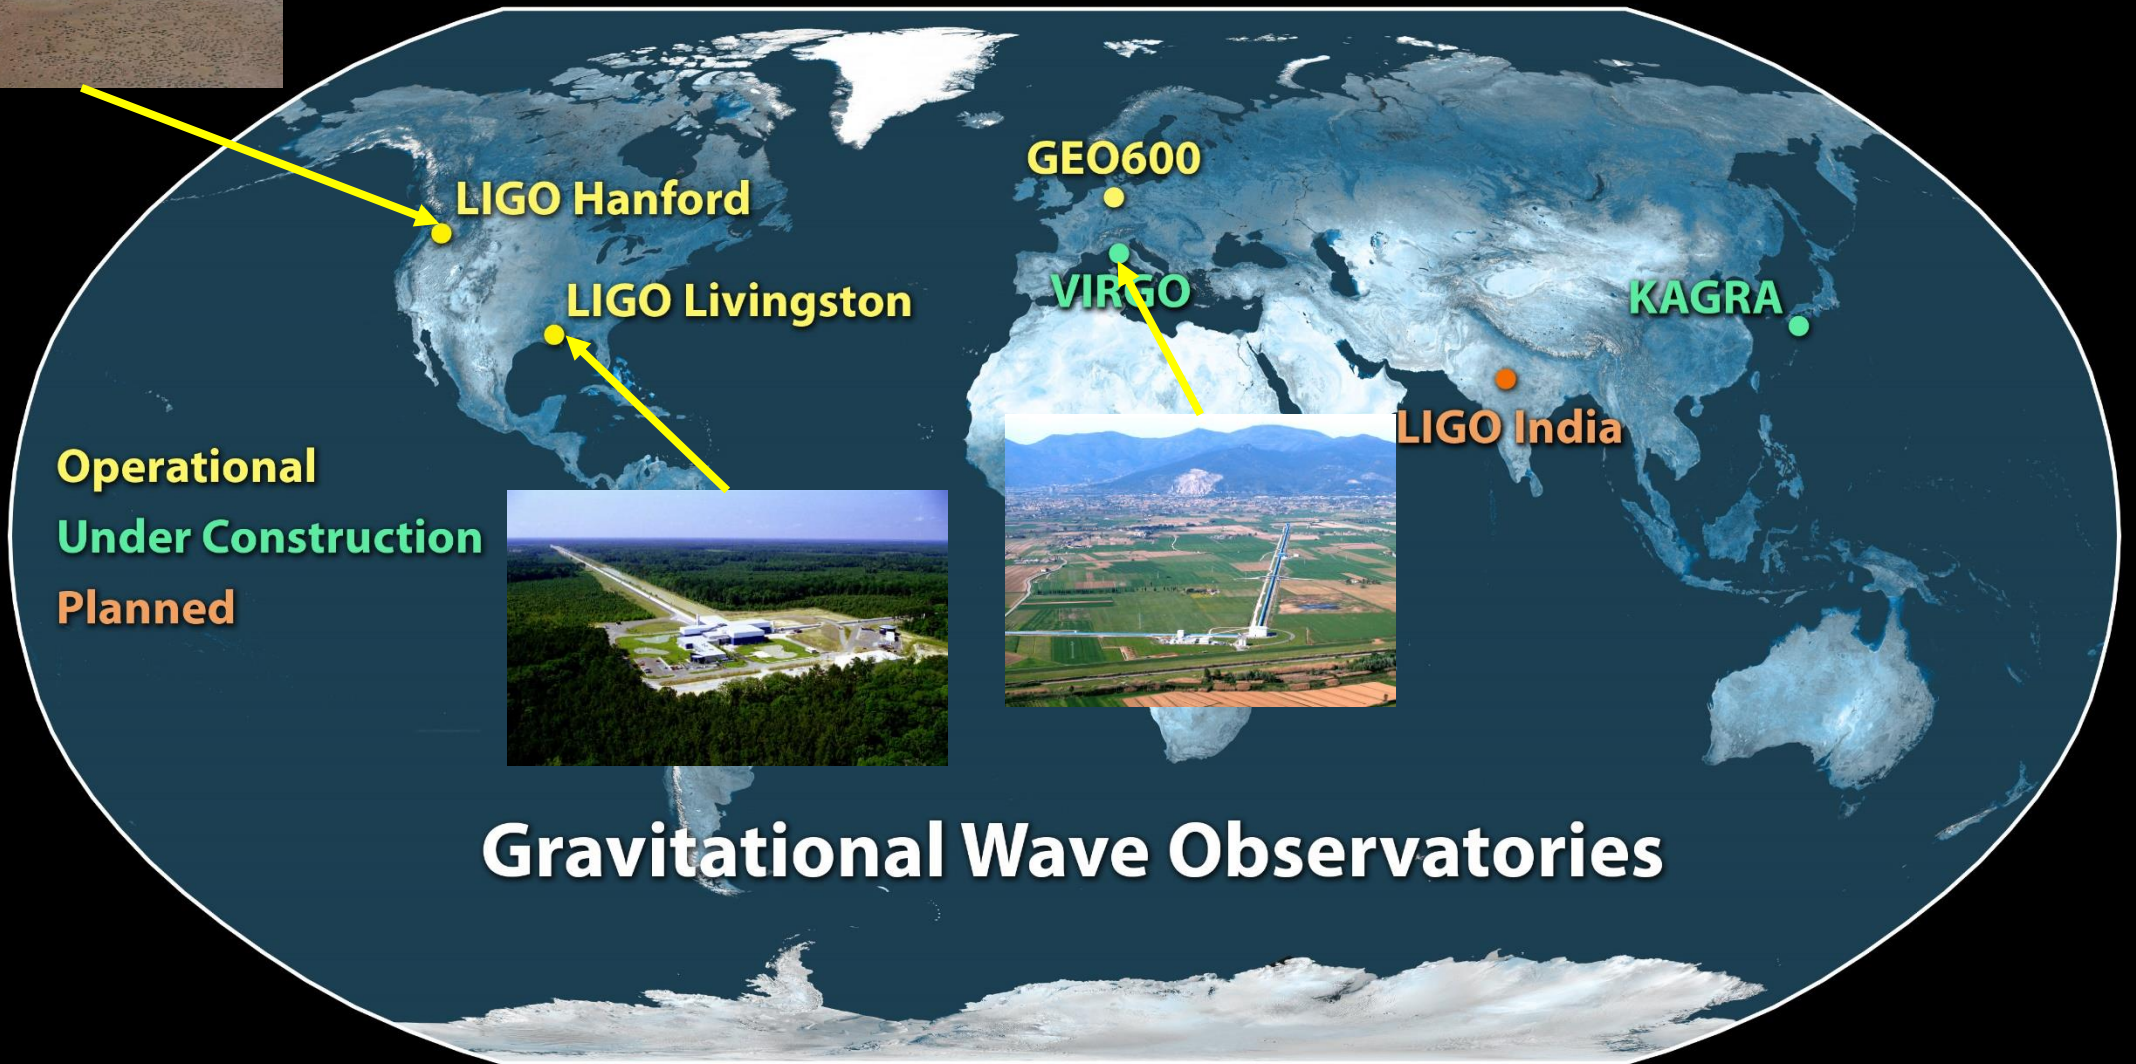 GEO600
LIGO Hanford
LIGO Livingston
VIRGO
KAGRA
LIGO India
Operational
Under Construction
Planned
Gravitational Wave Observatories